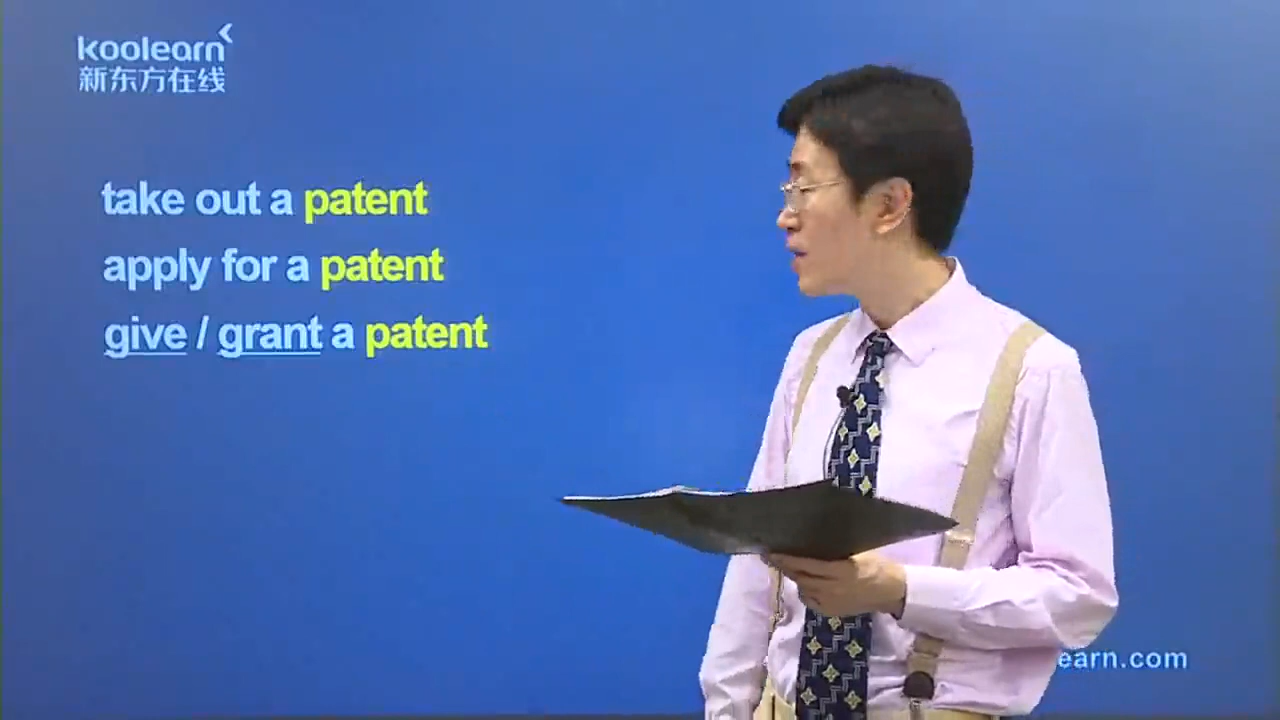 koolearn
新东方在线
take out a patent
apply for a patent
give / grant a patent
earn.com